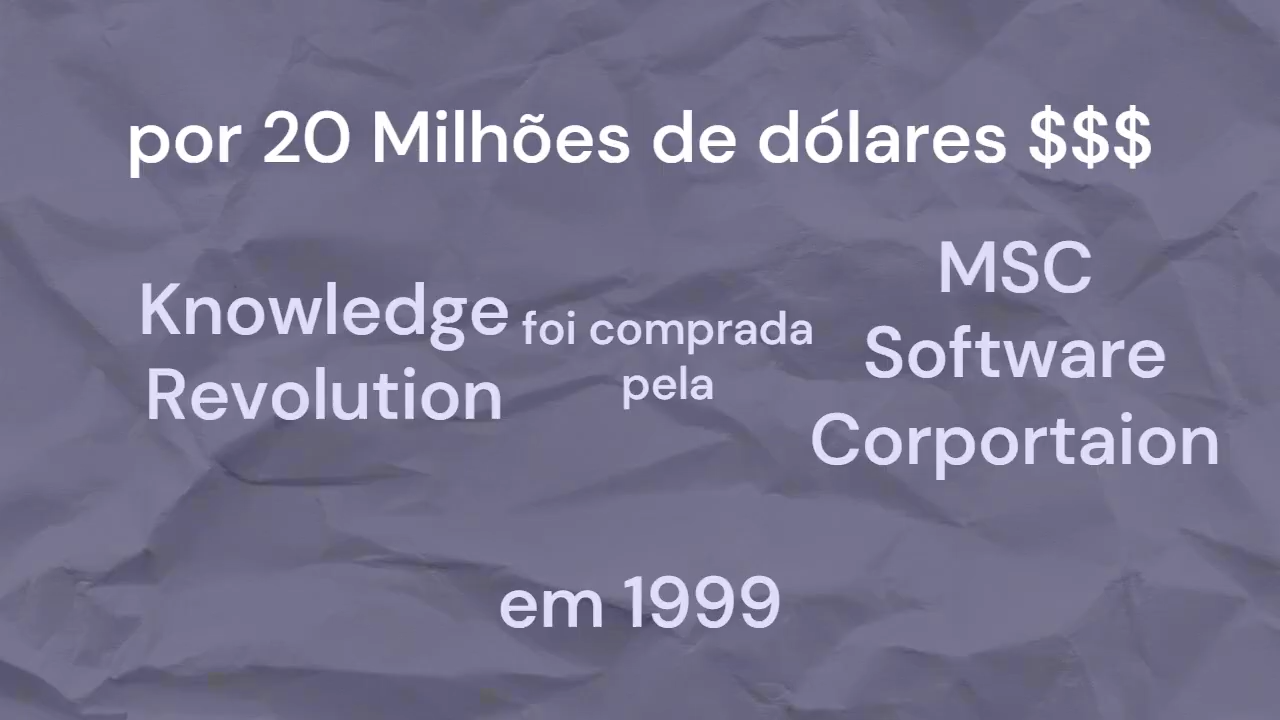 por 20 Milhões de dólares $$$
Knowledge
Revolution
foi comprada
pela
MSC
Software
Corportaion
em 1999